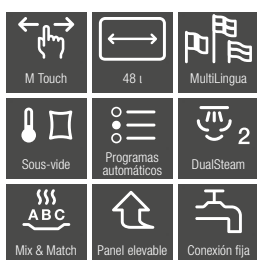 M Touch
48 l
MultiLingua
Sous-vide
Programas
automáticos
2
DualSteam
ABC
Mix & Match
Panel elevable
Conexión fija